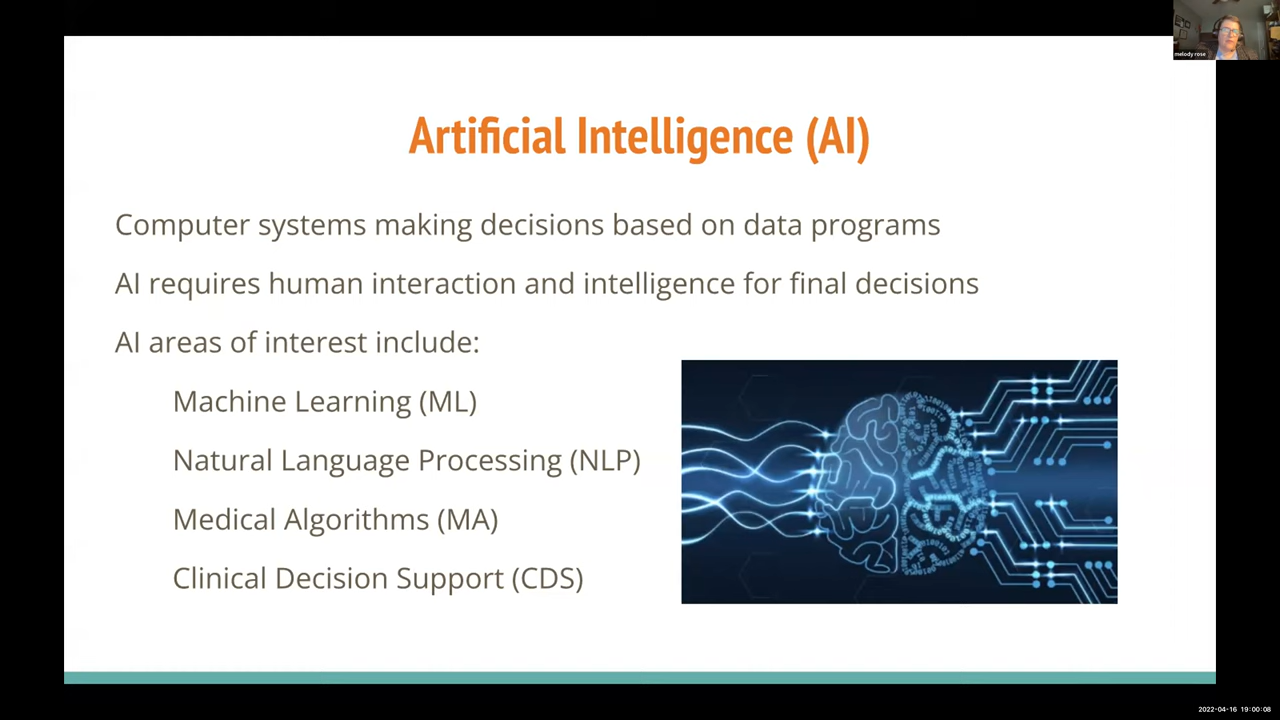 melody rose
Artificial Intelligence (AI)
Computer systems making decisions based on data programs
AI requires human interaction and intelligence for final decisions
AI areas of interest include:
Machine Learning (ML)
Natural Language Processing (NLP)
Medical Algorithms (MA)
Clinical Decision Support (CDS)
2022-04-16 19:00:08